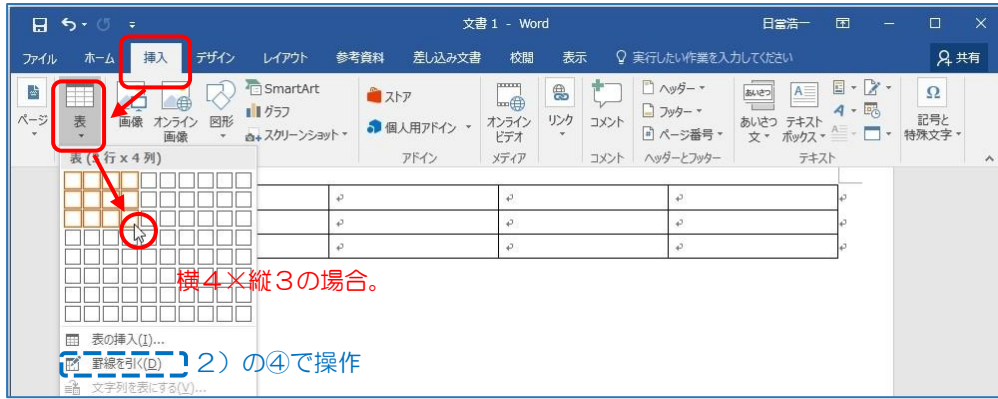 文書 1 - Word
日當浩一
ファイル ホーム 挿入 デザイン レイアウト 参考資料 差し込み文書 校閲 表示 実行したい作業を入力してください 共有
ページ
表
画像
オンライン
画像
図形
SmartArt
グラフ
スクリーンショット
ストア
個人用アドイン
アドイン
オンライン
ビデオ
メディア
リンク
コメント
コメント
ヘッダー
フッター
ページ番号
ヘッダーとフッター
あいさつ
あいさつ
文
テキスト
ボックス
テキスト
記号と
特殊文字
表 (3 行 x 4 列)
横4×縦3の場合。
表の挿入(I)...
罫線を引く(D)
2)の④で操作
文字列を表にする(V)...